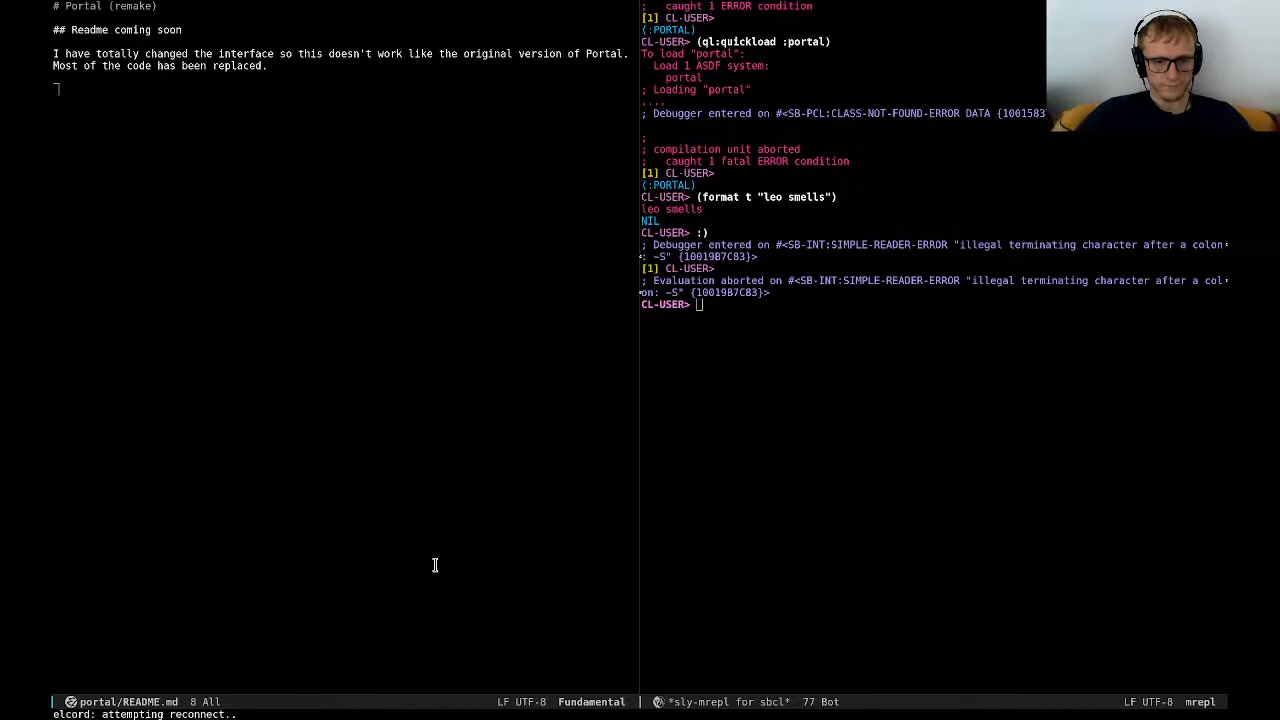 # Portal (remake)
## Readme coming soon
I have totally changed the interface so this doesn't work like the original version of Portal.
Most of the code has been replaced.
portal/README.md 8 All LF UTF-8 Fundamental
; caught 1 ERROR condition
[1] CL-USER>
(:PORTAL)
CL-USER> (ql:quickload :portal)
To load "portal":
Load 1 ASDF system:
portal
; Loading "portal"
....
; Debugger entered on #<SB-PCL:CLASS-NOT-FOUND-ERROR DATA {1001583
;
; compilation unit aborted
; caught 1 fatal ERROR condition
[1] CL-USER>
(:PORTAL)
CL-USER> (format t "leo smells")
leo smells
NIL
CL-USER> :)
; Debugger entered on #<SB-INT:SIMPLE-READER-ERROR "illegal terminating character after a colon
: ~S" {10019B7C83}>
[1] CL-USER>
; Evaluation aborted on #<SB-INT:SIMPLE-READER-ERROR "illegal terminating character after a col
on: ~S" {10019B7C83}>
CL-USER>
*sly-mrepl for sbcl* 77 Bot LF UTF-8 mrepl
elcord: attempting reconnect..